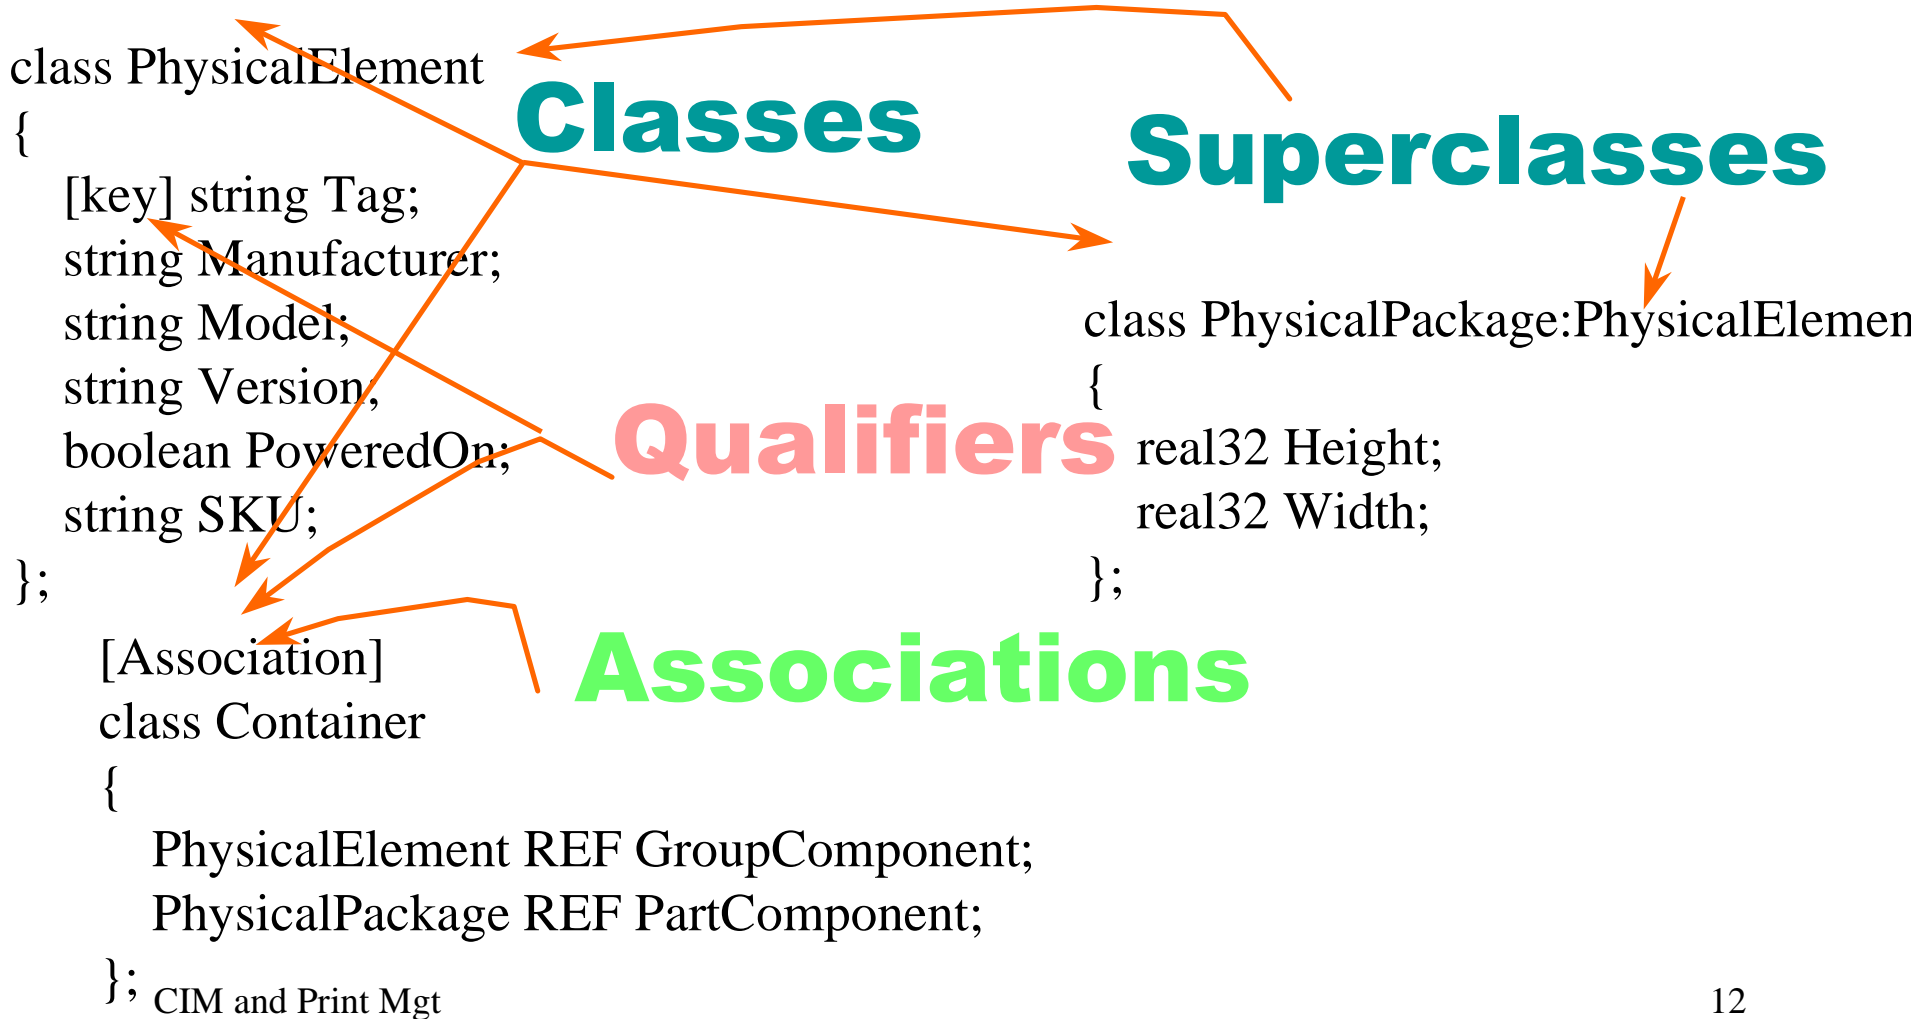 class PhysicalElement
{
[key] string Tag;
string Manufacturer;
string Model;
string Version;
boolean PoweredOn;
string SKU;
};
Classes
Superclasses
class PhysicalPackage:PhysicalElemen
{
real32 Height;
real32 Width;
};
Qualifiers
Associations
[Association]
class Container
{
PhysicalElement REF GroupComponent;
PhysicalPackage REF PartComponent;
};
CIM and Print Mgt
12